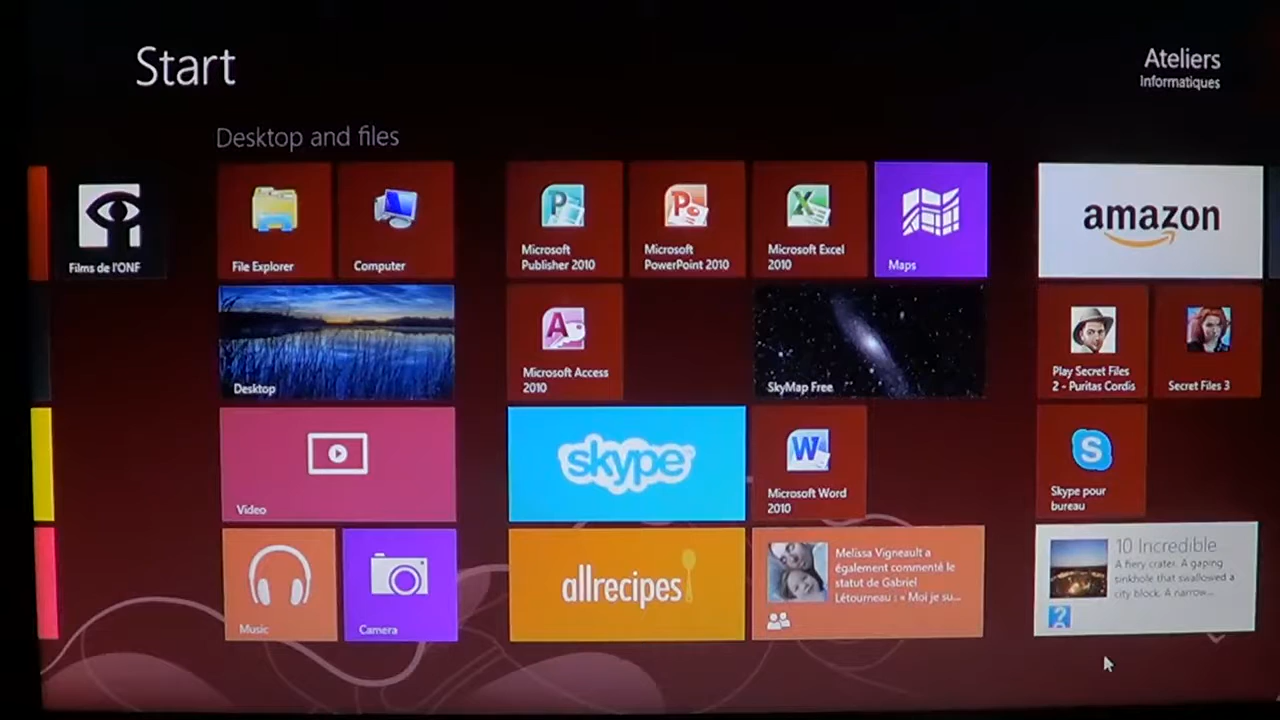 Start
Ateliers
Informatiques
Desktop and files
Films de l'ONF
File Explorer
Computer
Desktop
Video
Music
Camera
P
Microsoft
Publisher 2010
P
Microsoft
PowerPoint 2010
X
Microsoft Excel
2010
Maps
A
Microsoft Access
2010
SkyMap Free
skype
W
Microsoft Word
2010
allrecipes
Melissa Vigneault a
également commenté le
statut de Gabriel
Létourneau : « Moi je su...
amazon
Play Secret Files
2 - Puritas Cordis
Secret Files 3
S
Skype pour
bureau
10 Incredible
A fiery crater. A gaping
sinkhole that swallowed a
city block. A narrow...
?